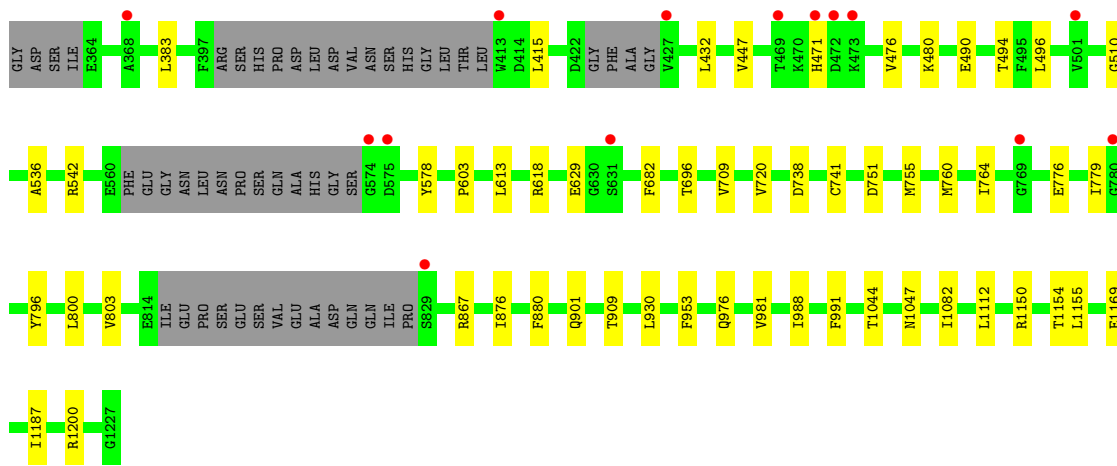 GLY ASP SER ILE E364 A368 L383 F397 ARG SER HIS PRO ASP LEU ASP VAL ASN SER HIS GLY LEU THR LEU W413 D414 L415 D422 GLY PHE ALA GLY V427 L432 V447 T469 K470 H471 D472 K473 V476 K480 E490 T494 F495 L496 V501 G510
A536 R542 E560 PHE GLU GLY ASN LEU ASN PRO SER GLN ALA HIS GLY SER G574 D575 Y578 P603 L613 R618 E629 G630 S631 F682 T696 V709 V720 D738 C741 D751 M755 M760 I764 G769 E776 I779 G780
Y796 L800 V803 E814 ILE GLU PRO SER GLU SER VAL GLU ALA ASP GLN GLN ILE PRO S829 R867 I876 F880 Q901 T909 L930 F953 Q976 V981 I988 F991 T1044 N1047 I1082 L1112 R1150 T1154 L1155
I1187 R1200 G1227